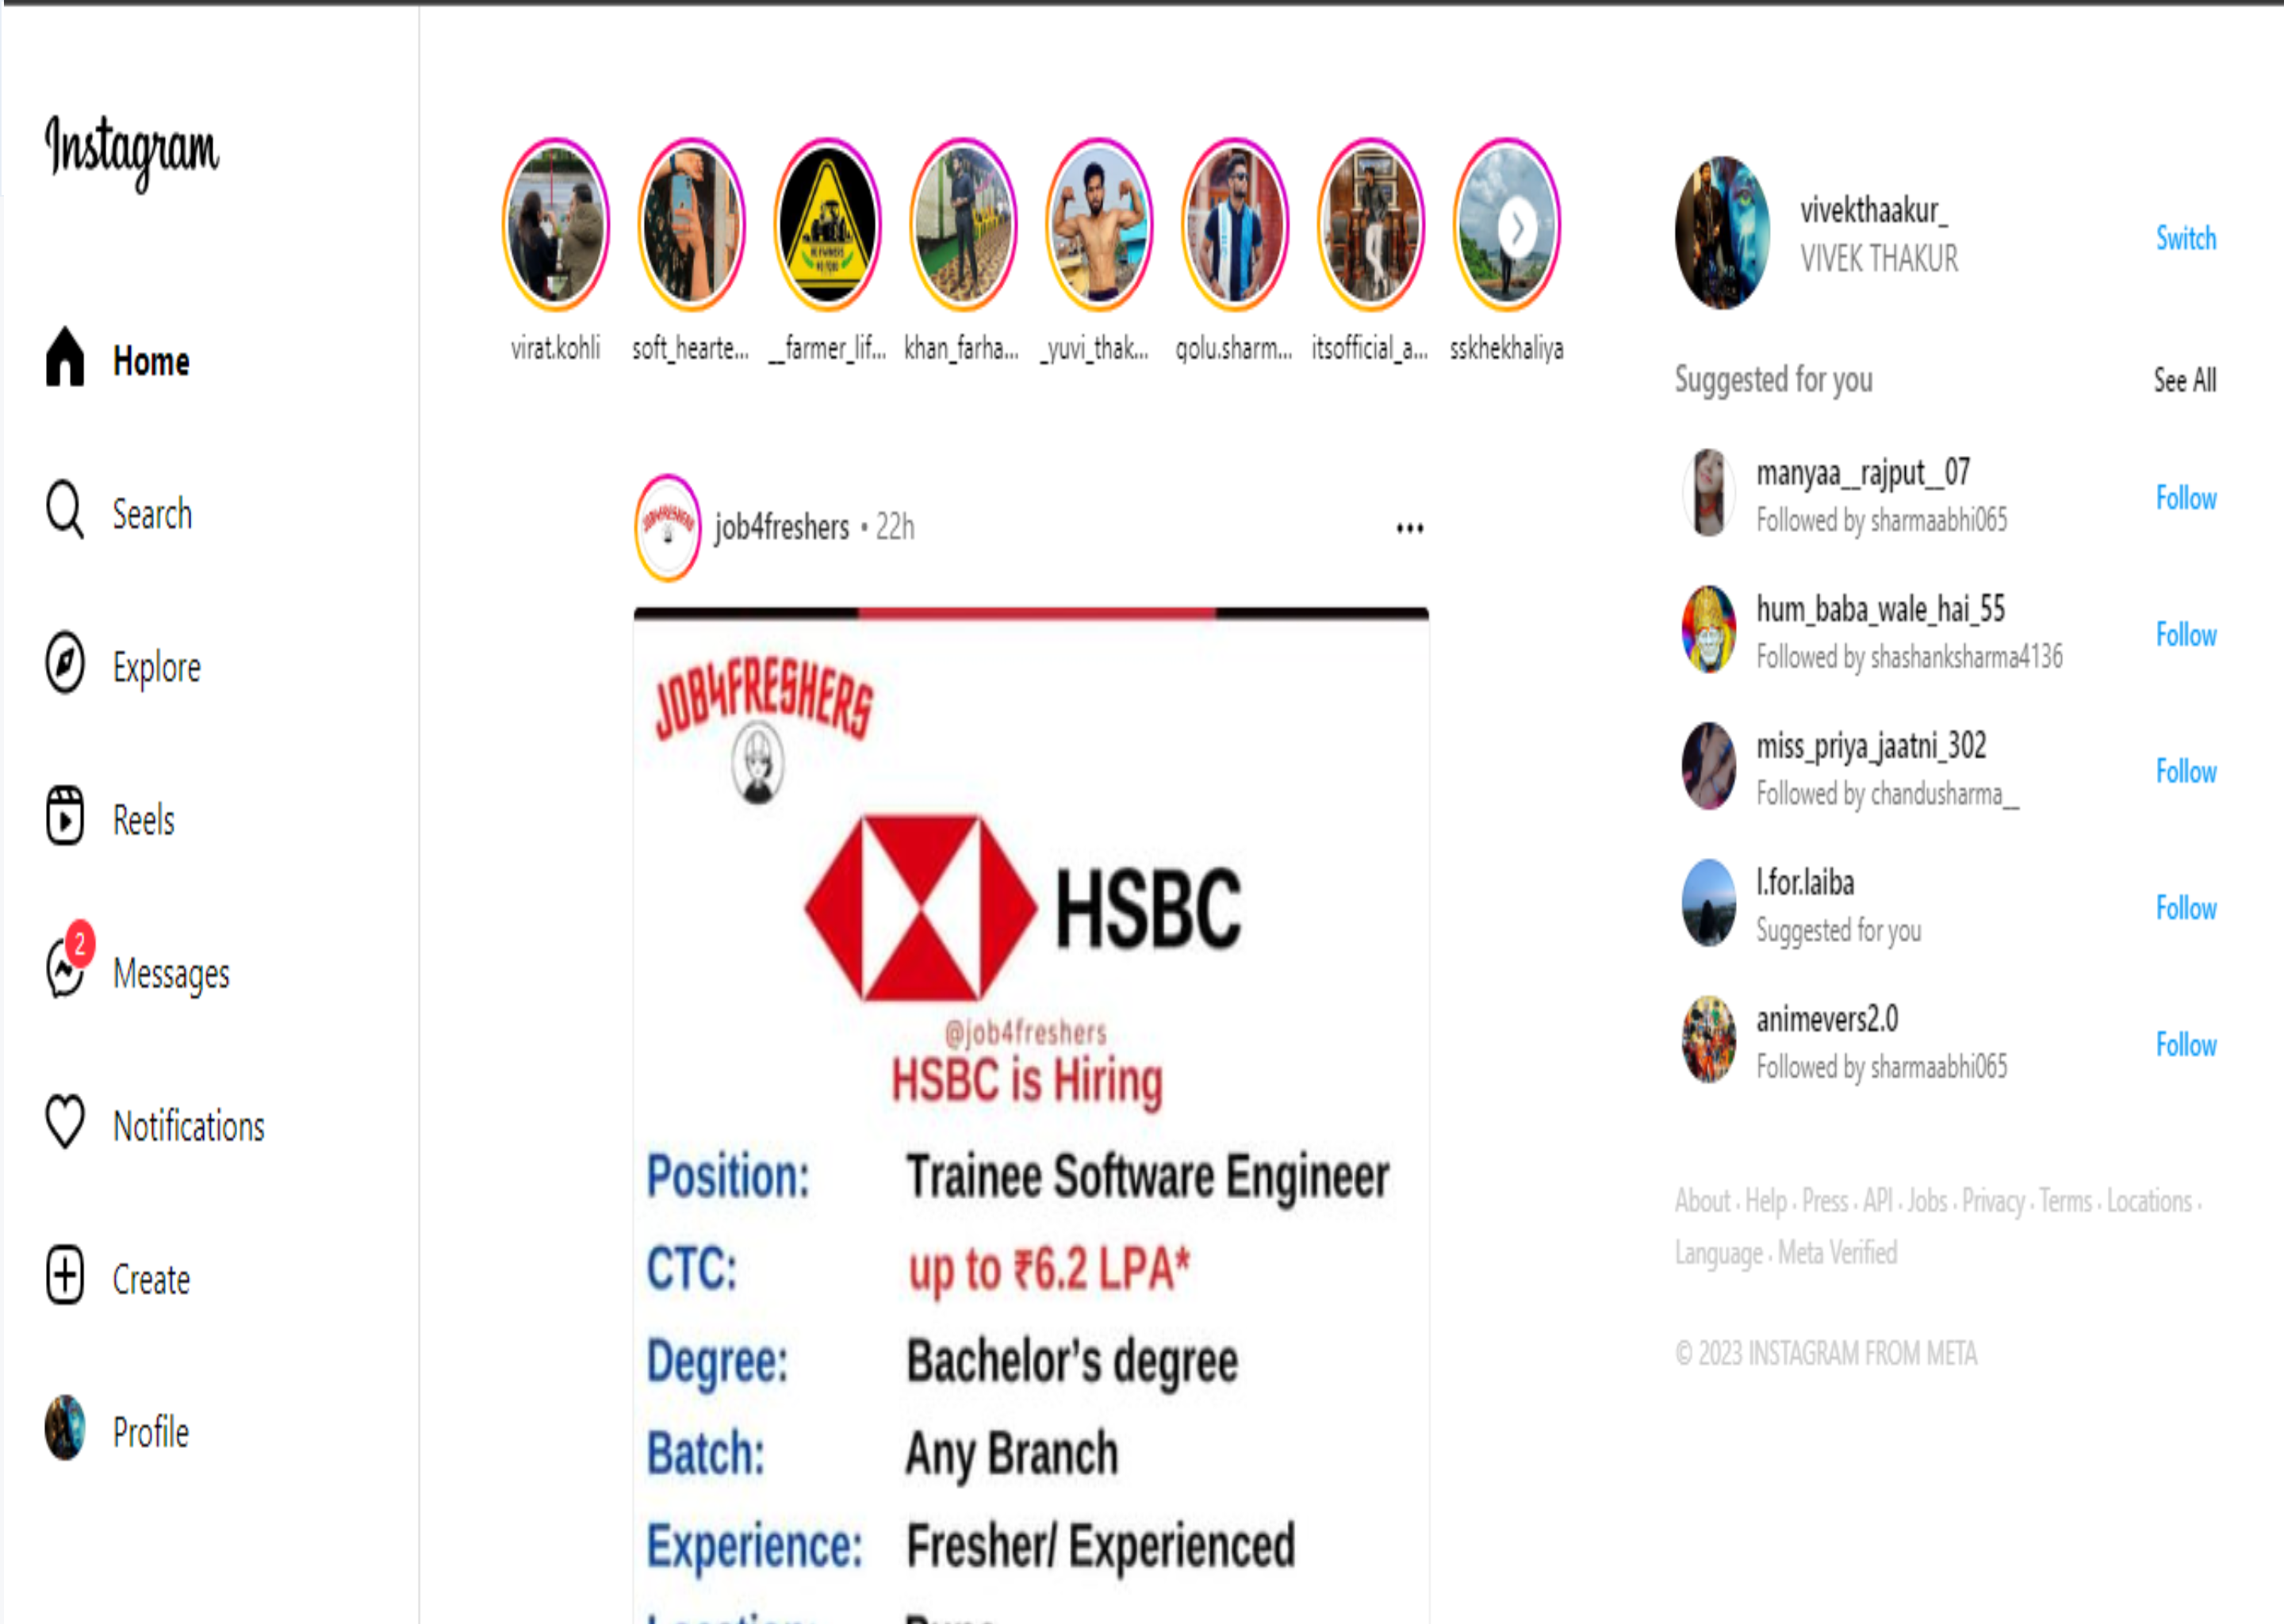 Instagram
Home
Search
Explore
Reels
2
Messages
Notifications
Create
Profile
virat.kohli soft_hearte... __farmer_lif... khan_farha... _yuvi_thak... golu.sharm... itsofficial_a... sskhekhaliya
job4freshers • 22h
JOB4FRESHERS
HSBC
@job4freshers
HSBC is Hiring
Position: Trainee Software Engineer
CTC: up to ₹6.2 LPA*
Degree: Bachelor's degree
Batch: Any Branch
Experience: Fresher/ Experienced
vivekthaakur_
VIVEK THAKUR
Switch
Suggested for you See All
manyaa__rajput__07
Followed by sharmaabhi065
Follow
hum_baba_wale_hai_55
Followed by shashanksharma4136
Follow
miss_priya_jaatni_302
Followed by chandusharma__
Follow
l.for.laiba
Suggested for you
Follow
animevers2.0
Followed by sharmaabhi065
Follow
About · Help · Press · API · Jobs · Privacy · Terms · Locations ·
Language · Meta Verified
© 2023 INSTAGRAM FROM META